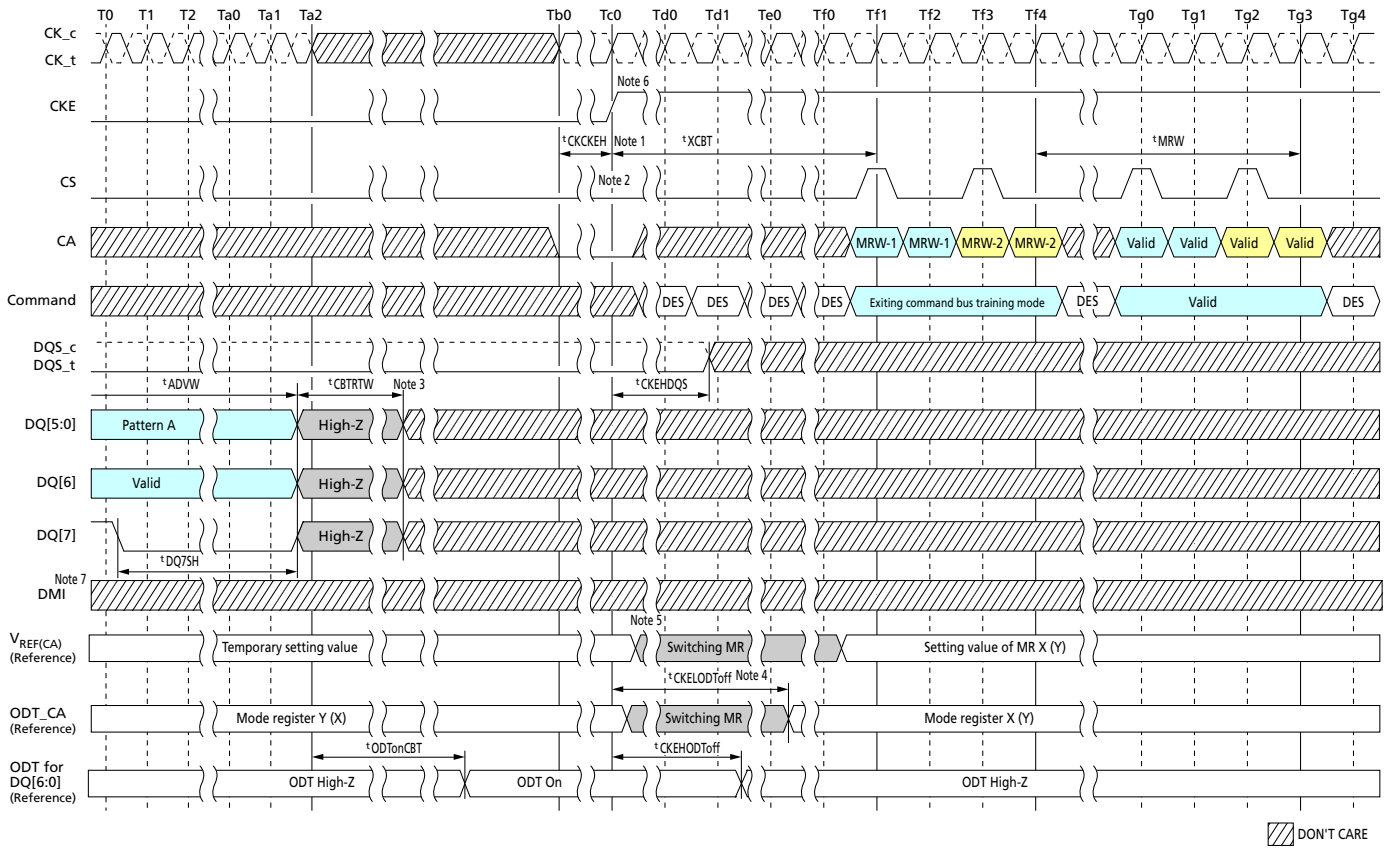 T0 T1 T2 Ta0 Ta1 Ta2 Tb0 Tc0 Td0 Td1 Te0 Tf0 Tf1 Tf2 Tf3 Tf4 Tg0 Tg1 Tg2 Tg3 Tg4
CK_c
CK_t
Note 6
CKE
tCKCKEH Note 1 tXCBT tMRW
CS
Note 2
CA
MRW-1 MRW-1 MRW-2 MRW-2 Valid Valid Valid Valid
Command
DES DES DES DES DES Exiting command bus training mode DES Valid DES
DQS_c
DQS_t
tADVW tCBTRTW Note 3 tCKEHDQS
DQ[5:0]
Pattern A High-Z
DQ[6]
Valid High-Z
DQ[7]
High-Z
tDQ7SH
Note 7
DMI
Note 5
VREF(CA)
(Reference)
Temporary setting value Switching MR Setting value of MR X (Y)
tCKELODToff Note 4
ODT_CA
(Reference)
Mode register Y (X) Switching MR Mode register X (Y)
tODTonCBT tCKEHODToff
ODT for
DQ[6:0]
(Reference)
ODT High-Z ODT On ODT High-Z
DON'T CARE